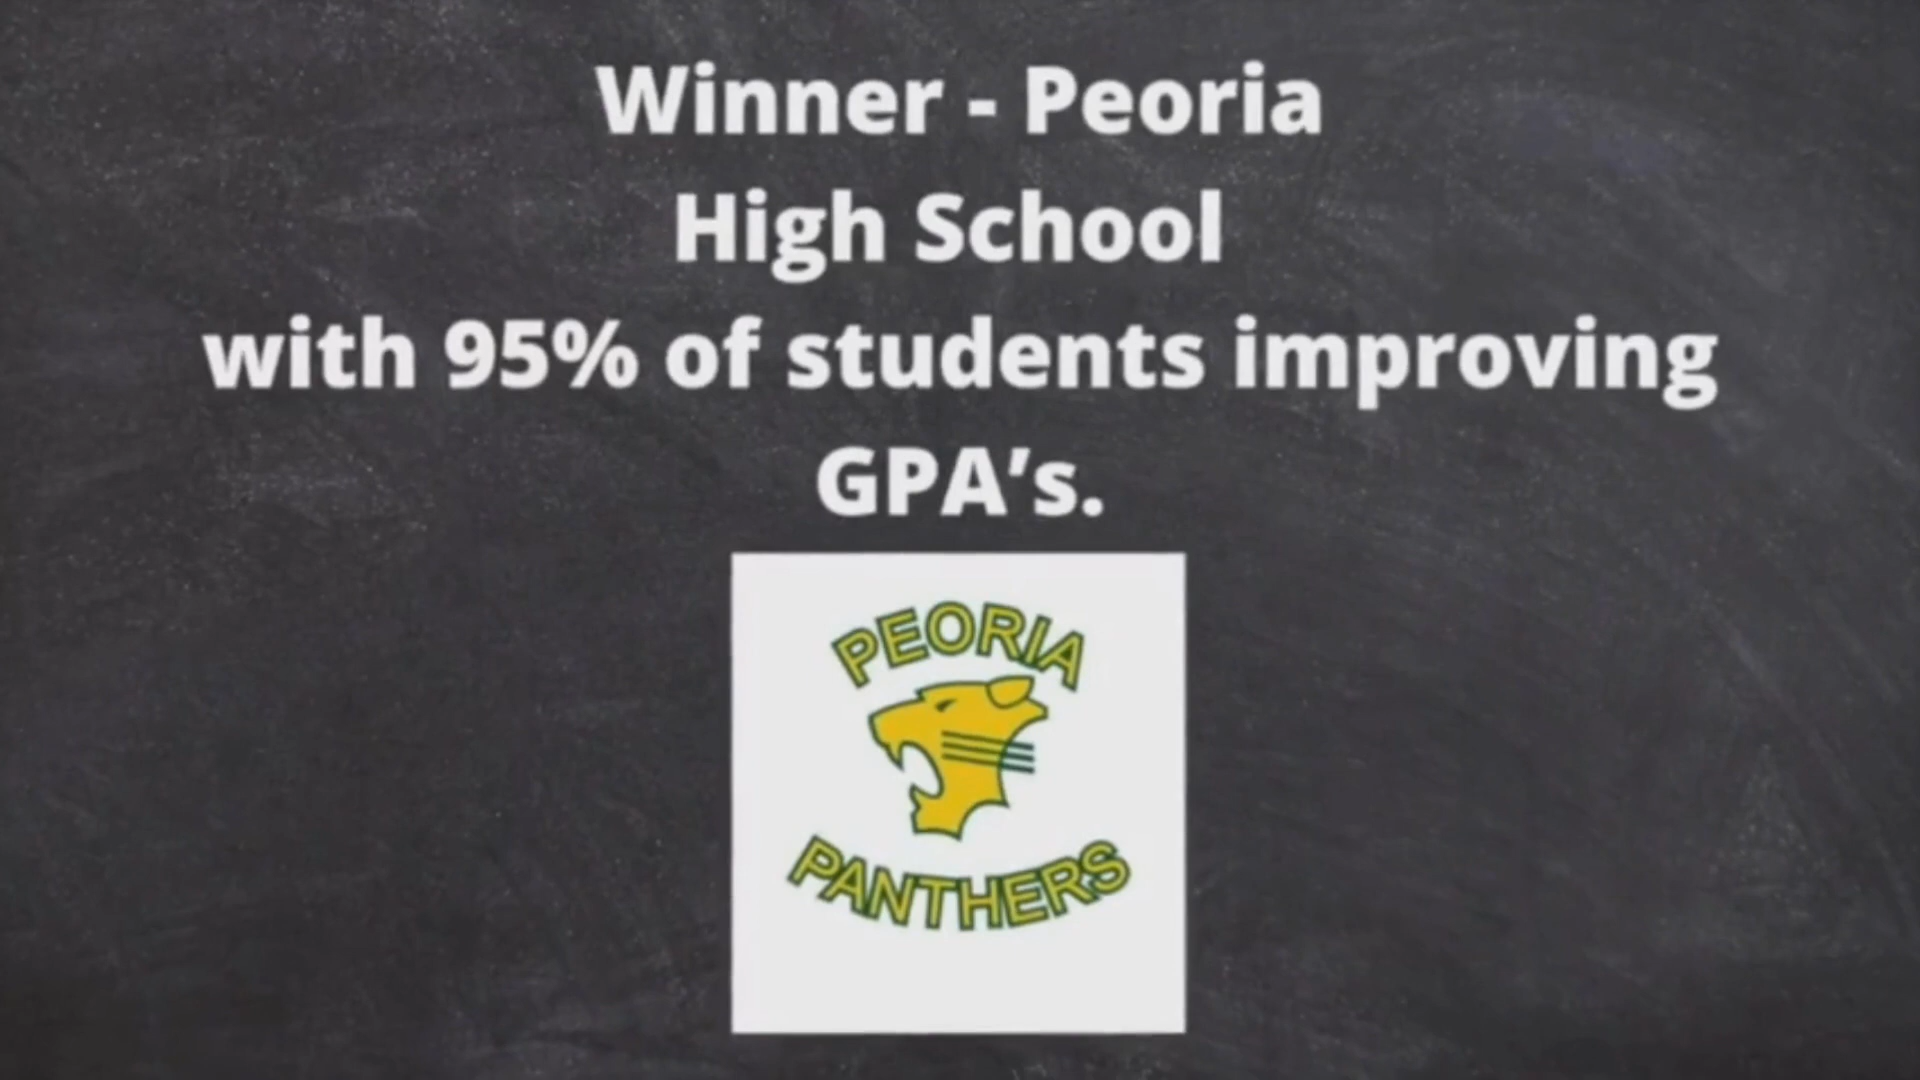 Winner - Peoria
High School
with 95% of students improving
GPA’s.
PEORIA
PANTHERS